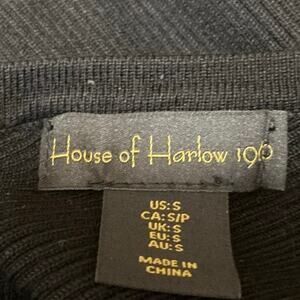 House of Harlow 1960
US: S
CA: S/P
UK: S
EU: S
AU: S
MADE IN
CHINA